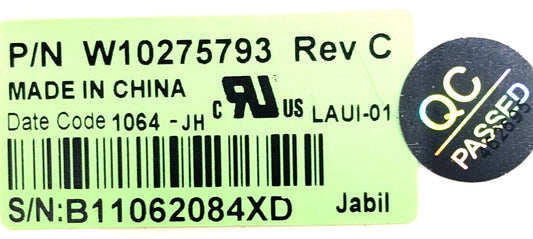 P/N W10275793 Rev C
MADE IN CHINA
C US
Date Code 1064 - JH LAUI-01
S/N:B11062084XD Jabil
QC
PASSED